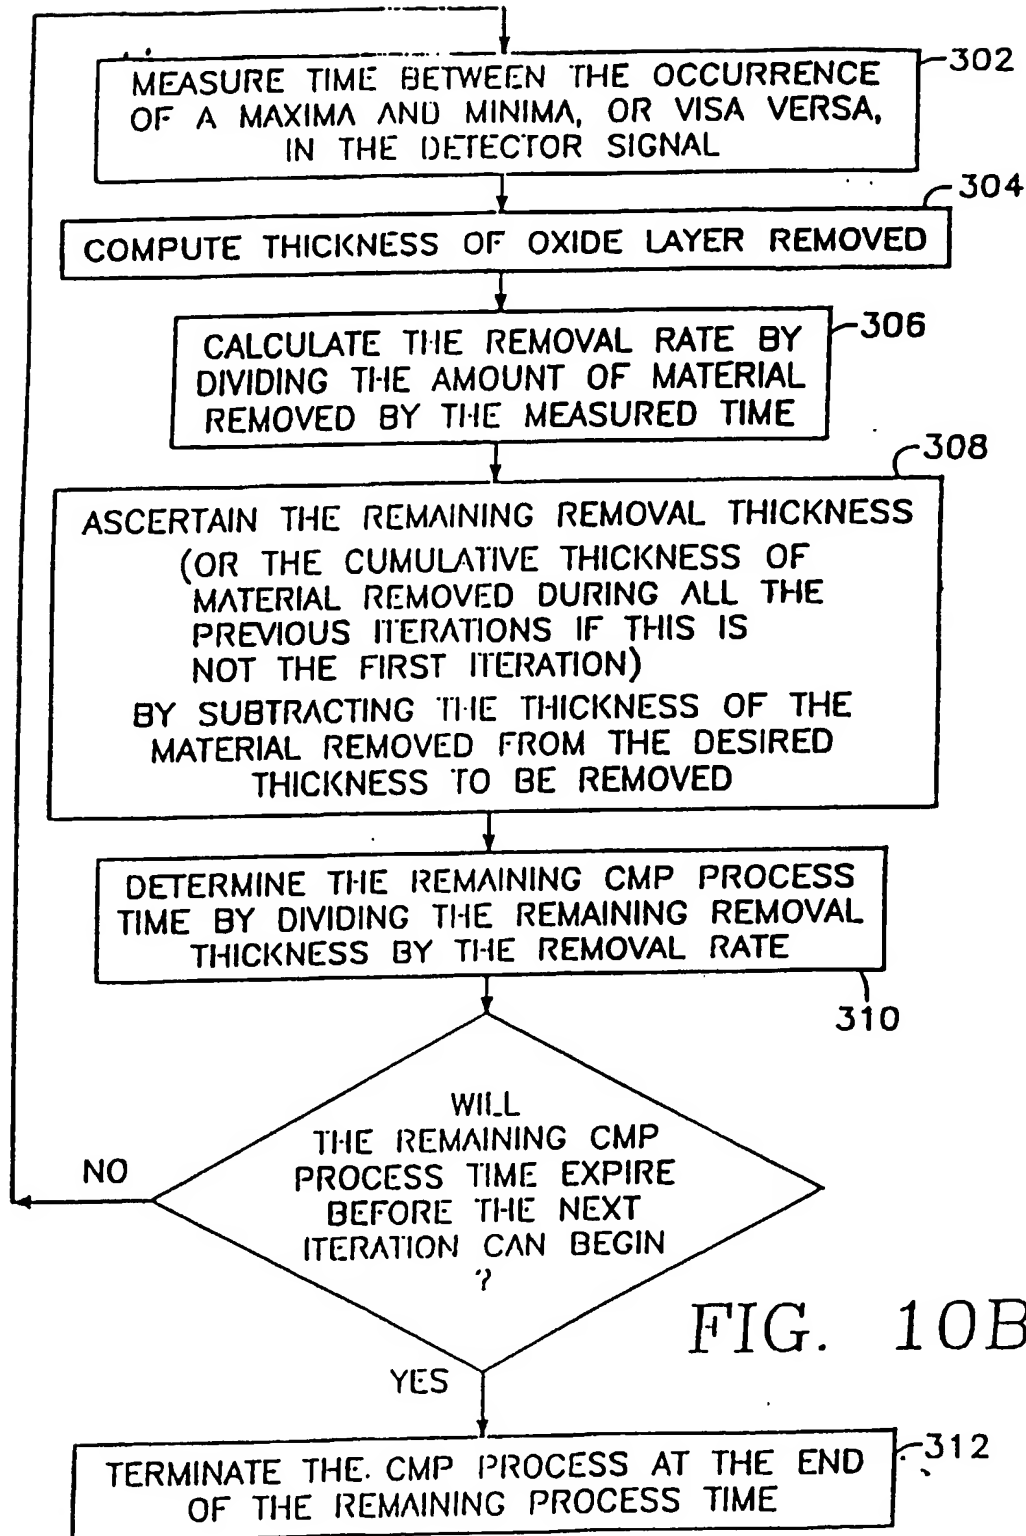 302
MEASURE TIME BETWEEN THE OCCURRENCE
OF A MAXIMA AND MINIMA, OR VISA VERSA,
IN THE DETECTOR SIGNAL
304
COMPUTE THICKNESS OF OXIDE LAYER REMOVED
306
CALCULATE THE REMOVAL RATE BY
DIVIDING THE AMOUNT OF MATERIAL
REMOVED BY THE MEASURED TIME
308
ASCERTAIN THE REMAINING REMOVAL THICKNESS
(OR THE CUMULATIVE THICKNESS OF
MATERIAL REMOVED DURING ALL THE
PREVIOUS ITERATIONS IF THIS IS
NOT THE FIRST ITERATION)
BY SUBTRACTING THE THICKNESS OF THE
MATERIAL REMOVED FROM THE DESIRED
THICKNESS TO BE REMOVED
DETERMINE THE REMAINING CMP PROCESS
TIME BY DIVIDING THE REMAINING REMOVAL
THICKNESS BY THE REMOVAL RATE
310
WILL
THE REMAINING CMP
PROCESS TIME EXPIRE
BEFORE THE NEXT
ITERATION CAN BEGIN
?
NO
YES
FIG. 10B
312
TERMINATE THE CMP PROCESS AT THE END
OF THE REMAINING PROCESS TIME